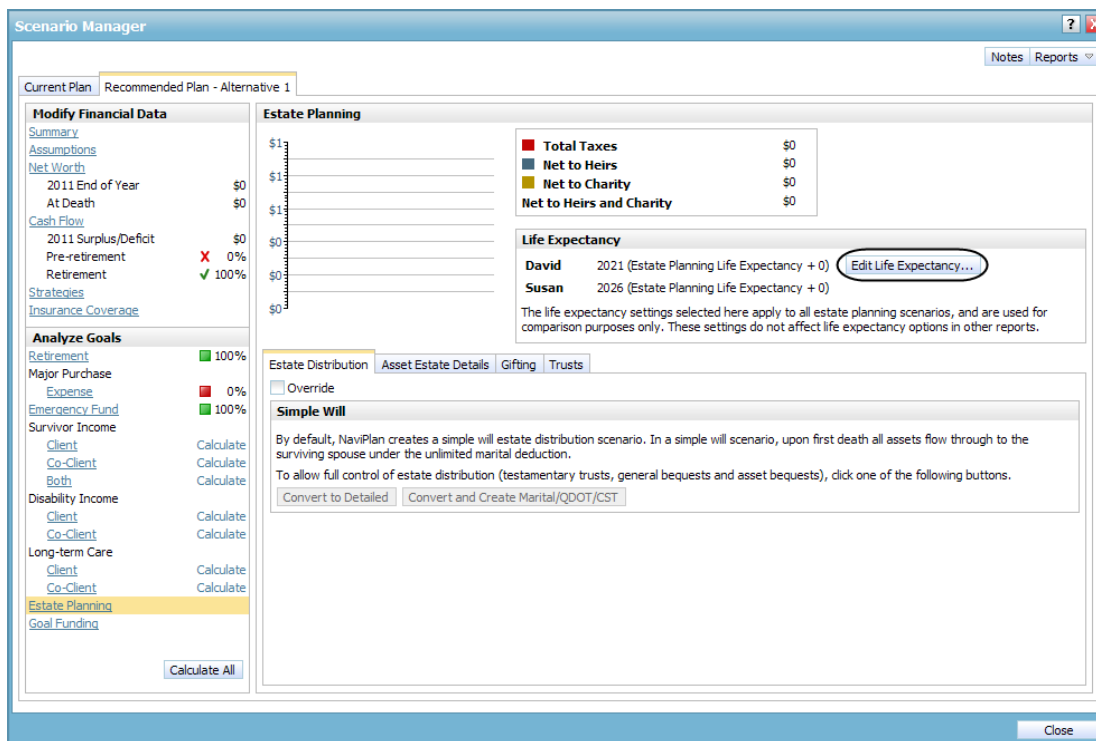 Scenario Manager
?
Notes Reports
Current Plan Recommended Plan - Alternative 1
Modify Financial Data
Summary
Assumptions
Net Worth
2011 End of Year $0
At Death $0
Cash Flow
2011 Surplus/Deficit $0
Pre-retirement X 0%
Retirement ✓ 100%
Strategies
Insurance Coverage
Analyze Goals
Retirement 100%
Major Purchase
Expense 0%
Emergency Fund 100%
Survivor Income
Client Calculate
Co-Client Calculate
Both Calculate
Disability Income
Client Calculate
Co-Client Calculate
Long-term Care
Client Calculate
Co-Client Calculate
Estate Planning
Goal Funding
Calculate All
Estate Planning
$1
$1
$1
$0
$0
$0
Total Taxes $0
Net to Heirs $0
Net to Charity $0
Net to Heirs and Charity $0
Life Expectancy
David 2021 (Estate Planning Life Expectancy + 0) Edit Life Expectancy...
Susan 2026 (Estate Planning Life Expectancy + 0)
The life expectancy settings selected here apply to all estate planning scenarios, and are used for
comparison purposes only. These settings do not affect life expectancy options in other reports.
Estate Distribution Asset Estate Details Gifting Trusts
Override
Simple Will
By default, NaviPlan creates a simple will estate distribution scenario. In a simple will scenario, upon first death all assets flow through to the
surviving spouse under the unlimited marital deduction.
To allow full control of estate distribution (testamentary trusts, general bequests and asset bequests), click one of the following buttons.
Convert to Detailed Convert and Create Marital/QDOT/CST
Close